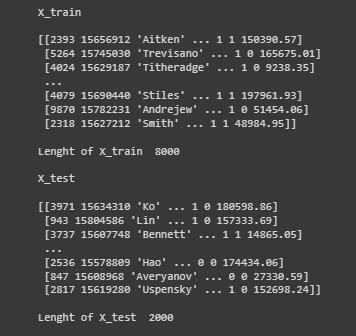 X_train
[[2393 15656912 'Aitken' ... 1 1 150390.57]
[5264 15745030 'Trevisano' ... 1 0 165675.01]
[4024 15629187 'Titheradge' ... 1 0 9238.35]
...
[4079 15690440 'Stiles' ... 1 1 197961.93]
[9870 15782231 'Andrejew' ... 1 0 51454.06]
[2318 15627212 'Smith' ... 1 1 48984.95]]
Lenght of X_train  8000
X_test
[[3971 15634310 'Ko' ... 1 0 180598.86]
[943 15804586 'Lin' ... 1 0 157333.69]
[3737 15607748 'Bennett' ... 1 1 14865.05]
...
[2536 15578809 'Hao' ... 0 0 174434.06]
[847 15608968 'Averyanov' ... 0 0 27330.59]
[2817 15619280 'Uspensky' ... 1 0 152698.24]]
Lenght of X_test  2000